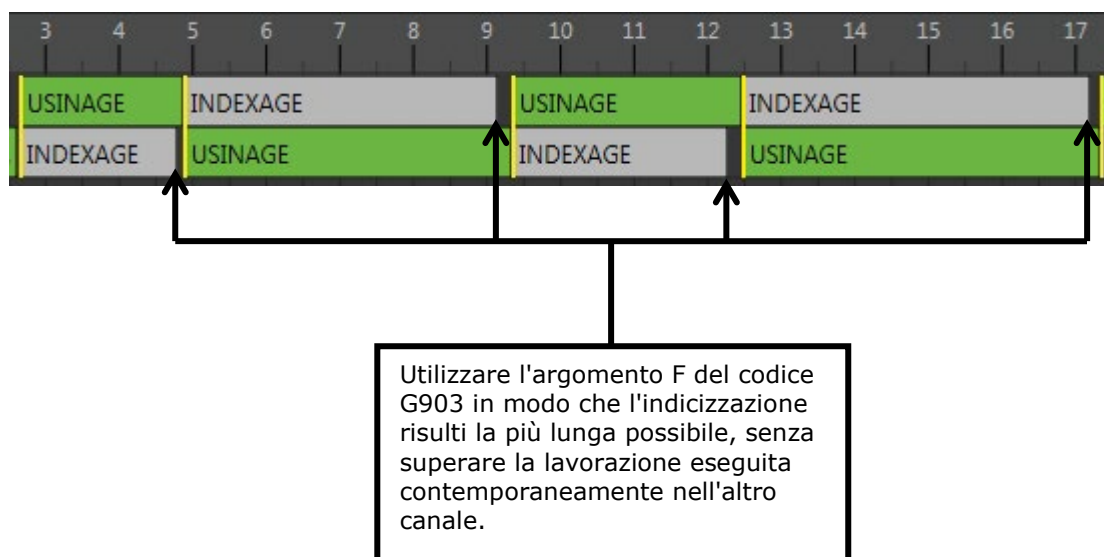 3 4 5 6 7 8 9 10 11 12 13 14 15 16 17
USINAGE INDEXAGE USINAGE INDEXAGE
INDEXAGE USINAGE INDEXAGE USINAGE
Utilizzare l'argomento F del codice
G903 in modo che l'indicizzazione
risulti la più lunga possibile, senza
superare la lavorazione eseguita
contemporaneamente nell'altro
canale.